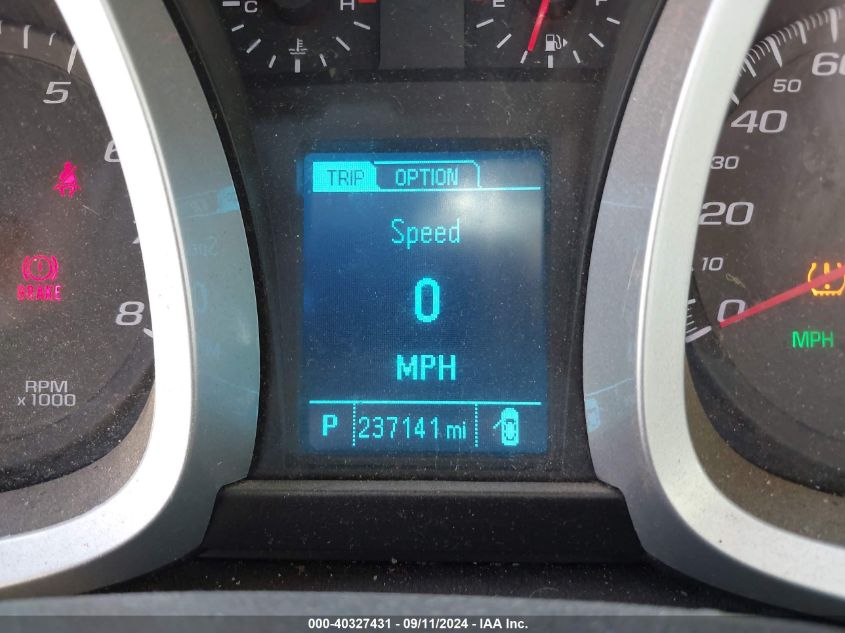 C H
E F
5
6
7
8
RPM
x1000
BRAKE
TRIP OPTION
Speed
0
MPH
P 237141 mi
60
50
40
30
20
10
0
MPH
000-40327431 - 09/11/2024 - IAA Inc.